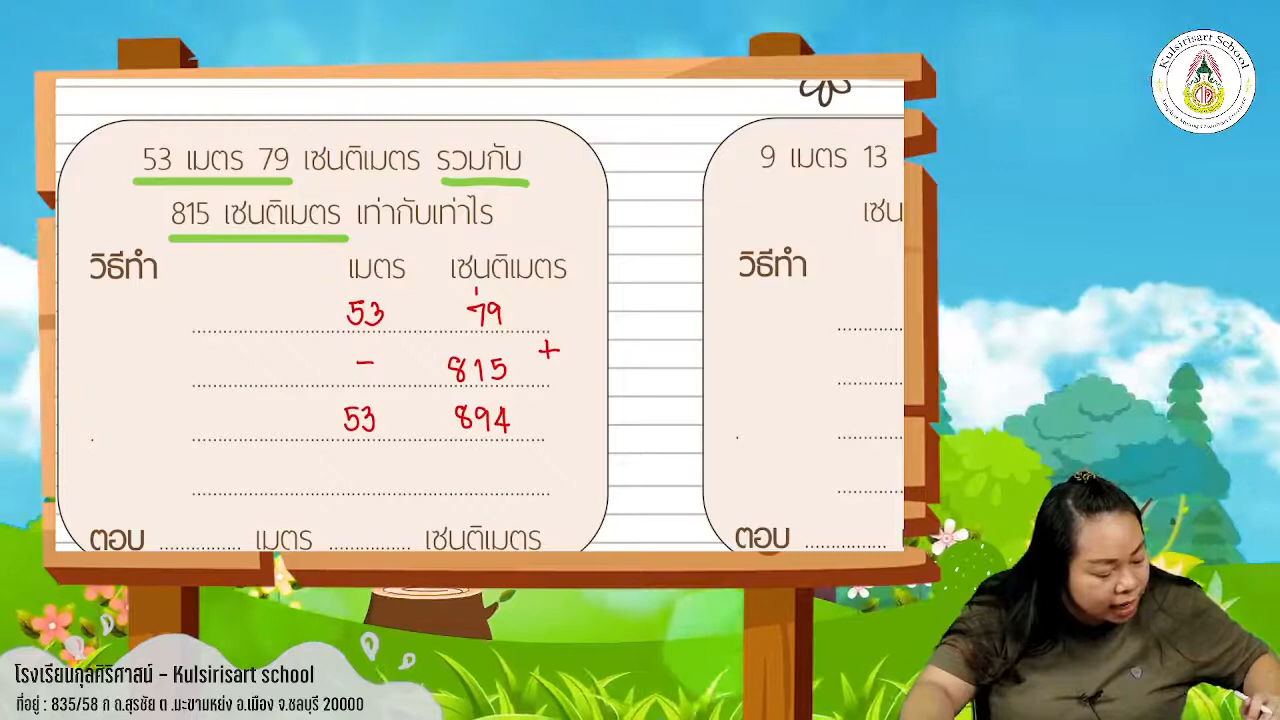 Kulsirisart School
53 เมตร 79 เซนติเมตร รวมกับ
815 เซนติเมตร เท่ากับเท่าไร
วิธีทำ เมตร เซนติเมตร
53 79
- 815 +
53 894
ตอบ ............... เมตร ............... เซนติเมตร
9 เมตร 13
เซน
วิธีทำ
ตอบ ...............
โรงเรียนกุลศิริศาสน์ - Kulsirisart school
ที่อยู่ : 835/58 ก ถ.สุรชัย ต .มะขามหย่ง อ.เมือง จ.ชลบุรี 20000